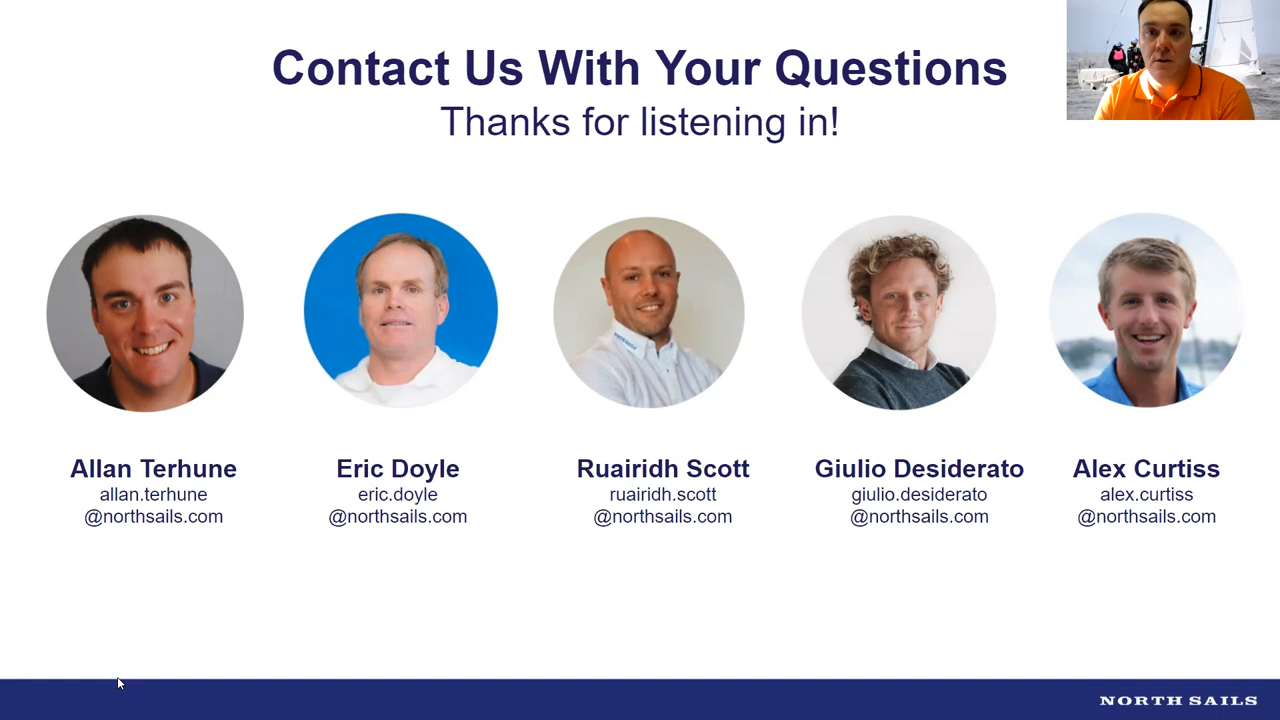 Contact Us With Your Questions
Thanks for listening in!
Allan Terhune
allan.terhune
@northsails.com
Eric Doyle
eric.doyle
@northsails.com
Ruairidh Scott
ruairidh.scott
@northsails.com
Giulio Desiderato
giulio.desiderato
@northsails.com
Alex Curtiss
alex.curtiss
@northsails.com
NORTH SAILS